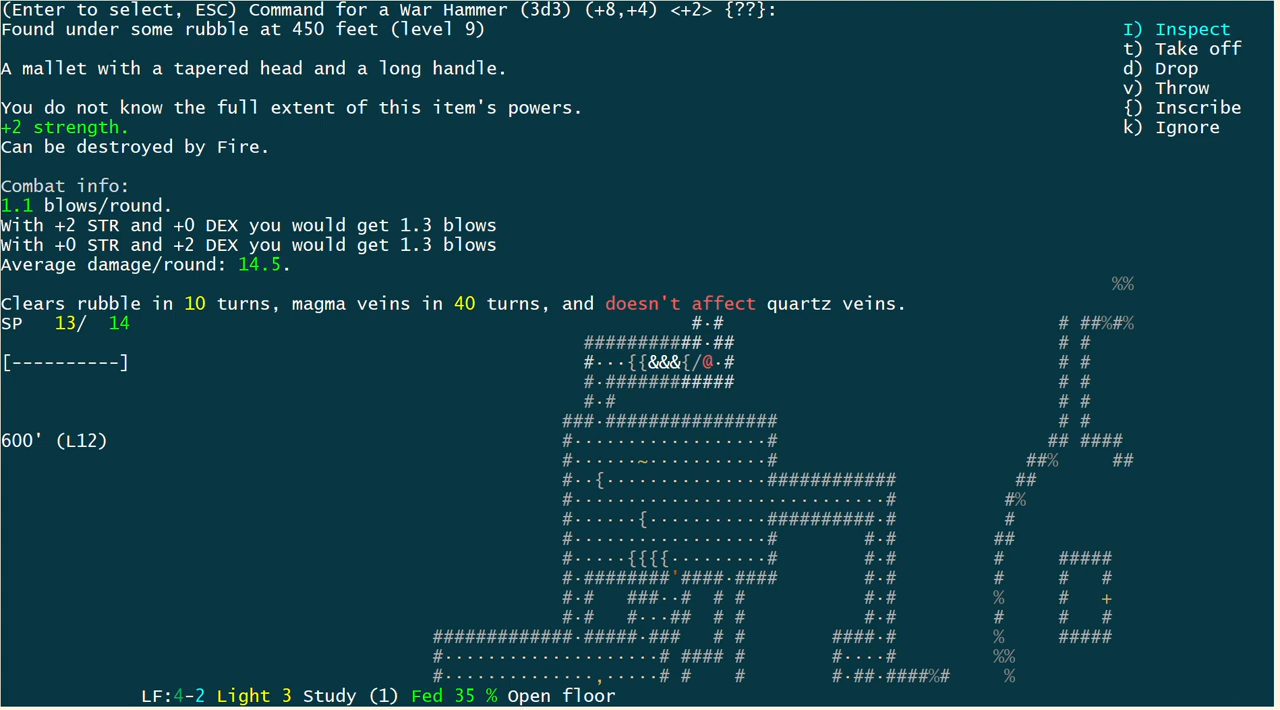 (Enter to select, ESC) Command for a War Hammer (3d3) (+8,+4) <+2> {??}:
Found under some rubble at 450 feet (level 9)
I) Inspect
t) Take off
A mallet with a tapered head and a long handle.
d) Drop
v) Throw
You do not know the full extent of this item's powers.
{) Inscribe
+2 strength.
k) Ignore
Can be destroyed by Fire.
Combat info:
1.1 blows/round.
With +2 STR and +0 DEX you would get 1.3 blows
With +0 STR and +2 DEX you would get 1.3 blows
Average damage/round: 14.5.
Clears rubble in 10 turns, magma veins in 40 turns, and doesn't affect quartz veins.
SP 13/ 14
[----------]
600' (L12)
LF:4-2 Light 3 Study (1) Fed 35 % Open floor